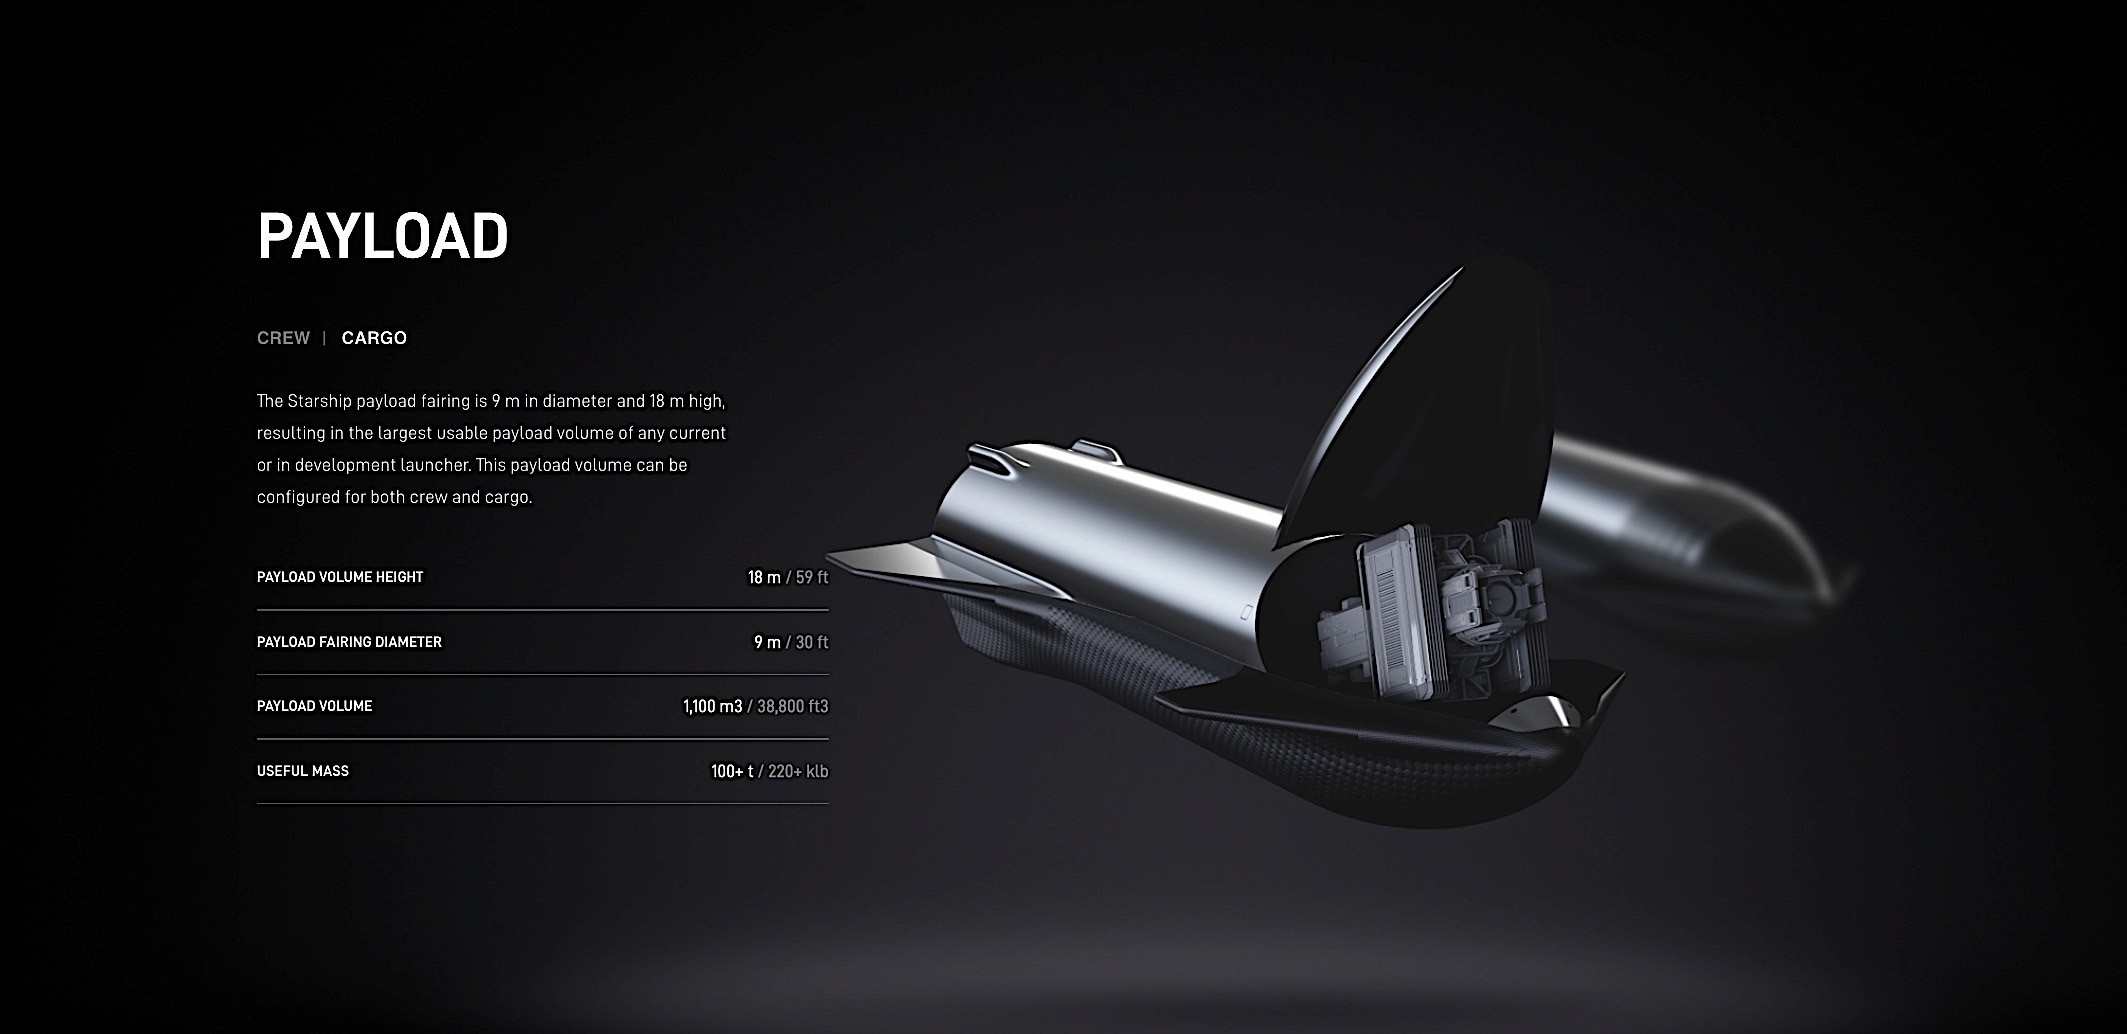 PAYLOAD
CREW | CARGO
The Starship payload fairing is 9 m in diameter and 18 m high,
resulting in the largest usable payload volume of any current
or in development launcher. This payload volume can be
configured for both crew and cargo.
PAYLOAD VOLUME HEIGHT 18 m / 59 ft
PAYLOAD FAIRING DIAMETER 9 m / 30 ft
PAYLOAD VOLUME 1,100 m3 / 38,800 ft3
USEFUL MASS 100+ t / 220+ klb